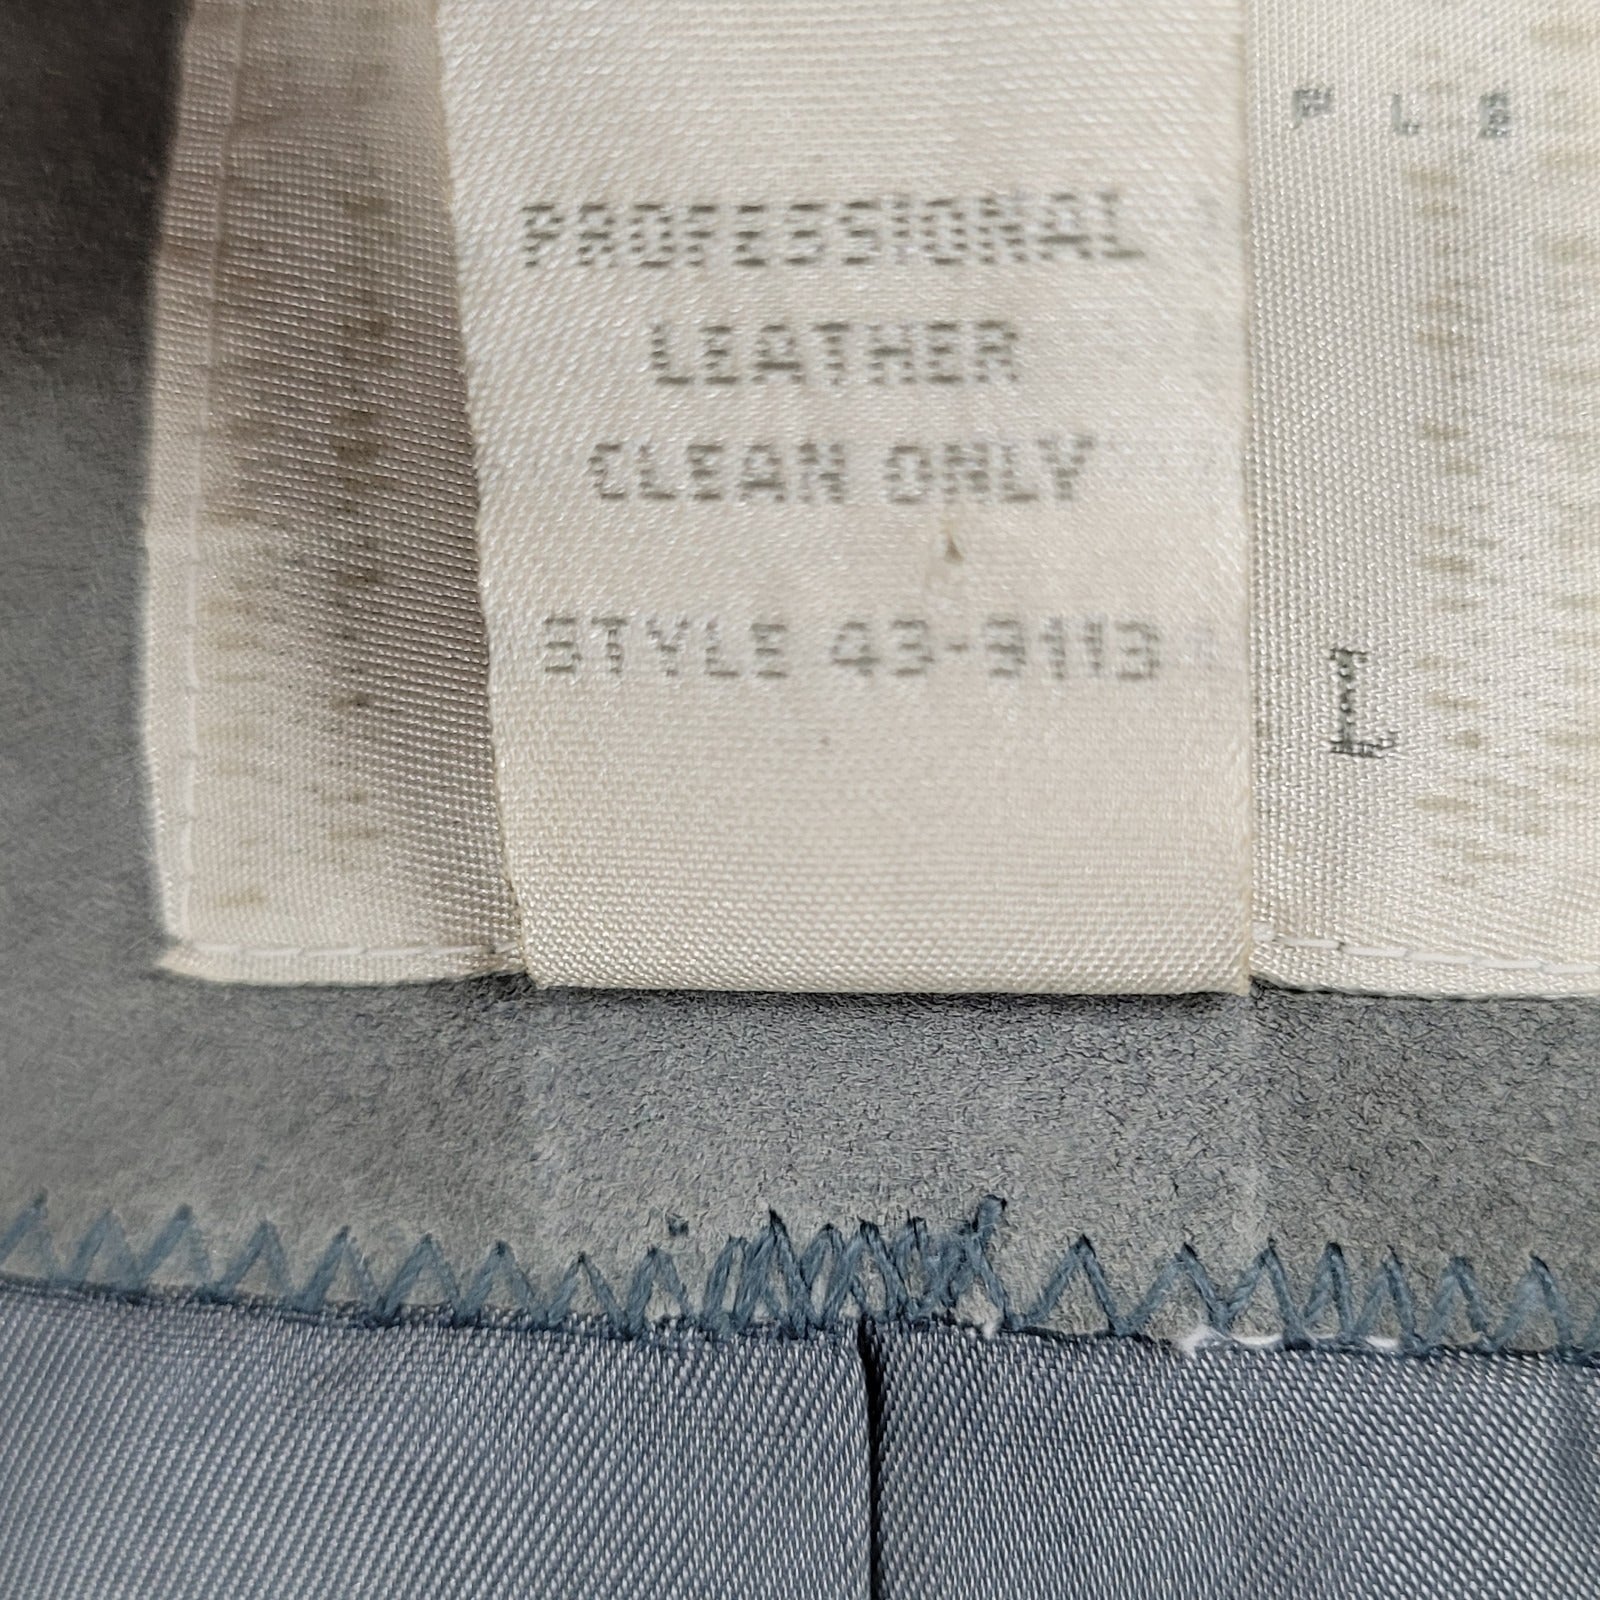 PROFESSIONAL
LEATHER
CLEAN ONLY
STYLE 43-9113